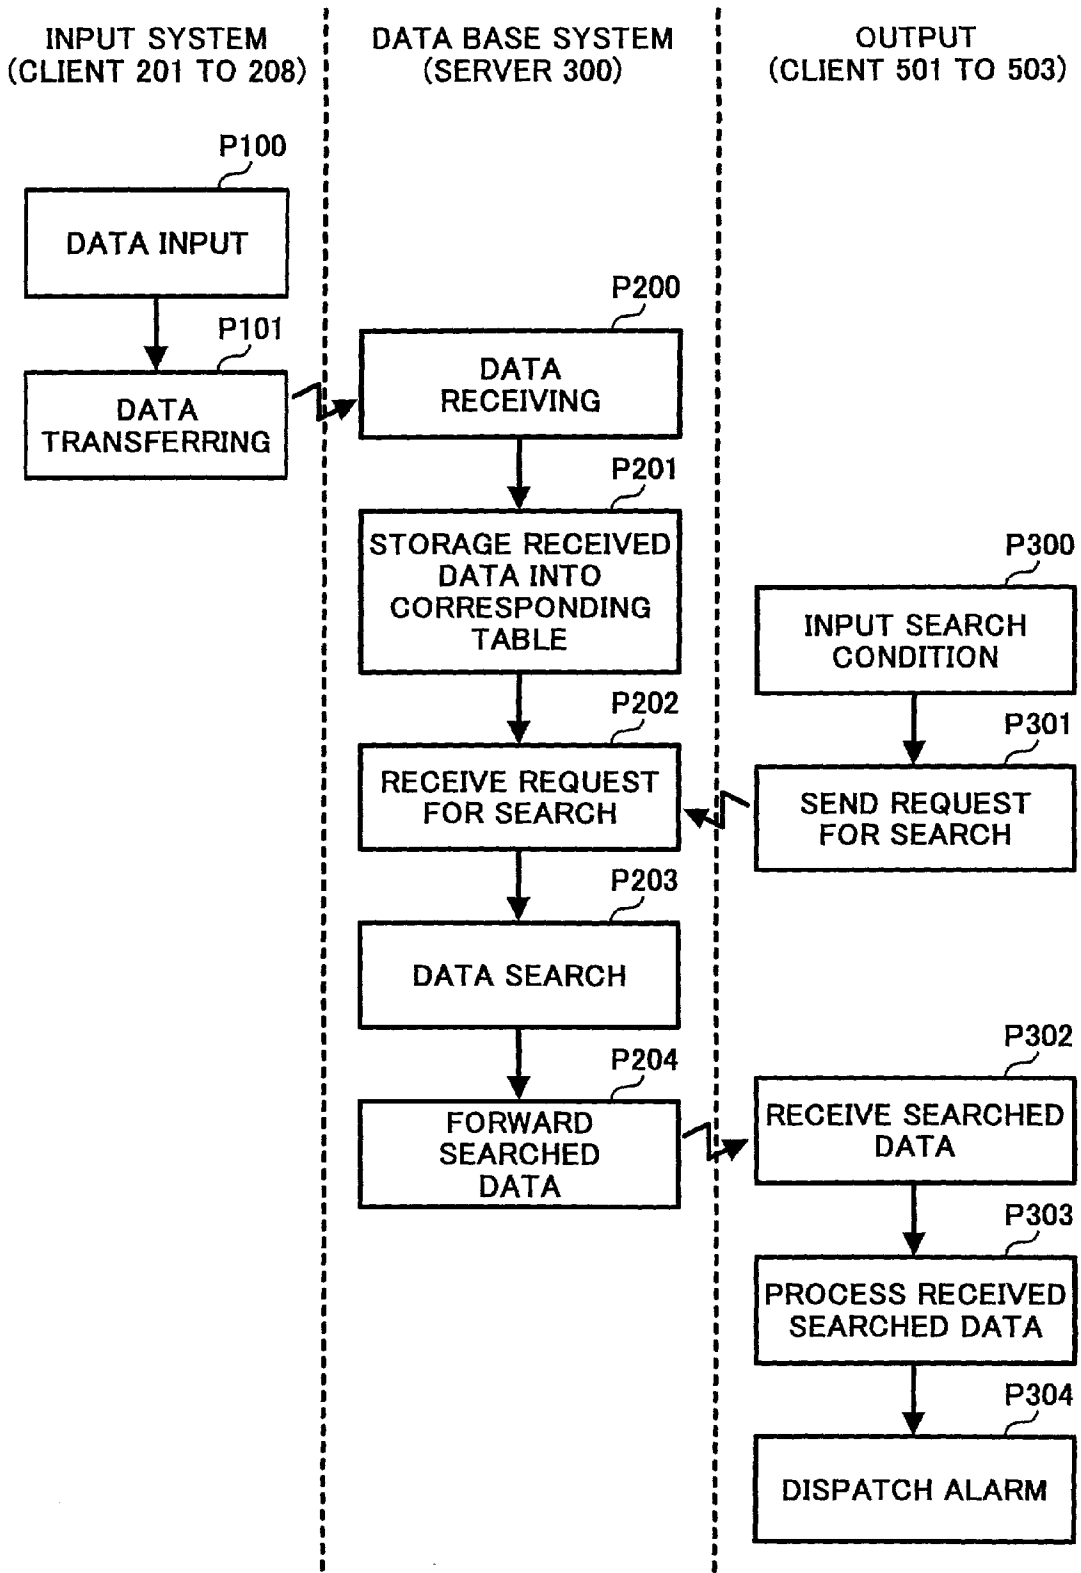 INPUT SYSTEM
(CLIENT 201 TO 208)
DATA BASE SYSTEM
(SERVER 300)
OUTPUT
(CLIENT 501 TO 503)
P100
DATA INPUT
P101
DATA
TRANSFERRING
P200
DATA
RECEIVING
P201
STORAGE RECEIVED
DATA INTO
CORRESPONDING
TABLE
P202
RECEIVE REQUEST
FOR SEARCH
P203
DATA SEARCH
P204
FORWARD
SEARCHED
DATA
P300
INPUT SEARCH
CONDITION
P301
SEND REQUEST
FOR SEARCH
P302
RECEIVE SEARCHED
DATA
P303
PROCESS RECEIVED
SEARCHED DATA
P304
DISPATCH ALARM